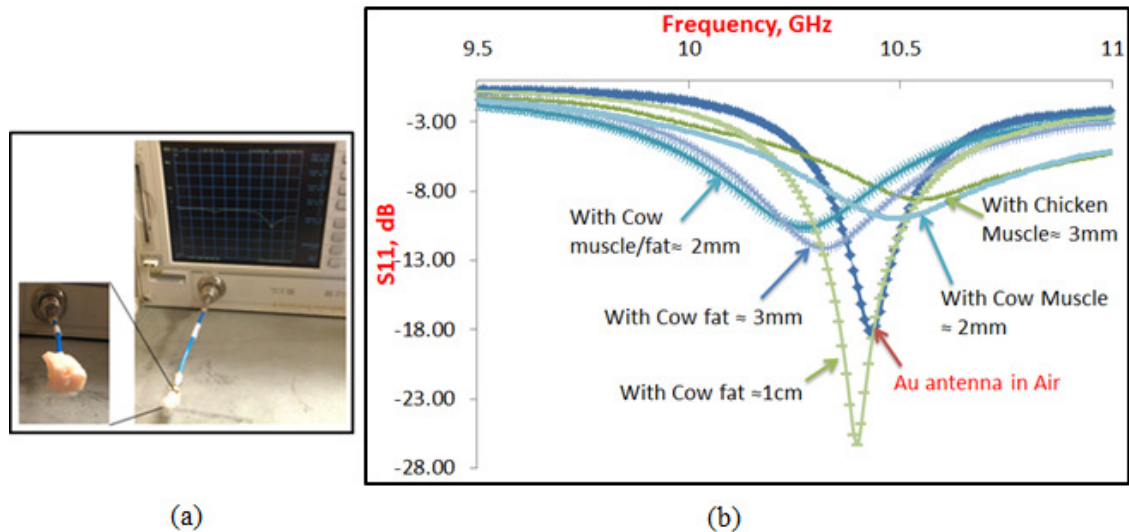 Frequency, GHz
9.5 10 10.5 11
-3.00
-8.00
-13.00
-18.00
-23.00
-28.00
S11, dB
With Cow
muscle/fat≈ 2mm
With Cow fat ≈ 3mm
With Cow fat ≈1cm
With Chicken
Muscle≈ 3mm
With Cow Muscle
≈ 2mm
Au antenna in Air
(a)
(b)